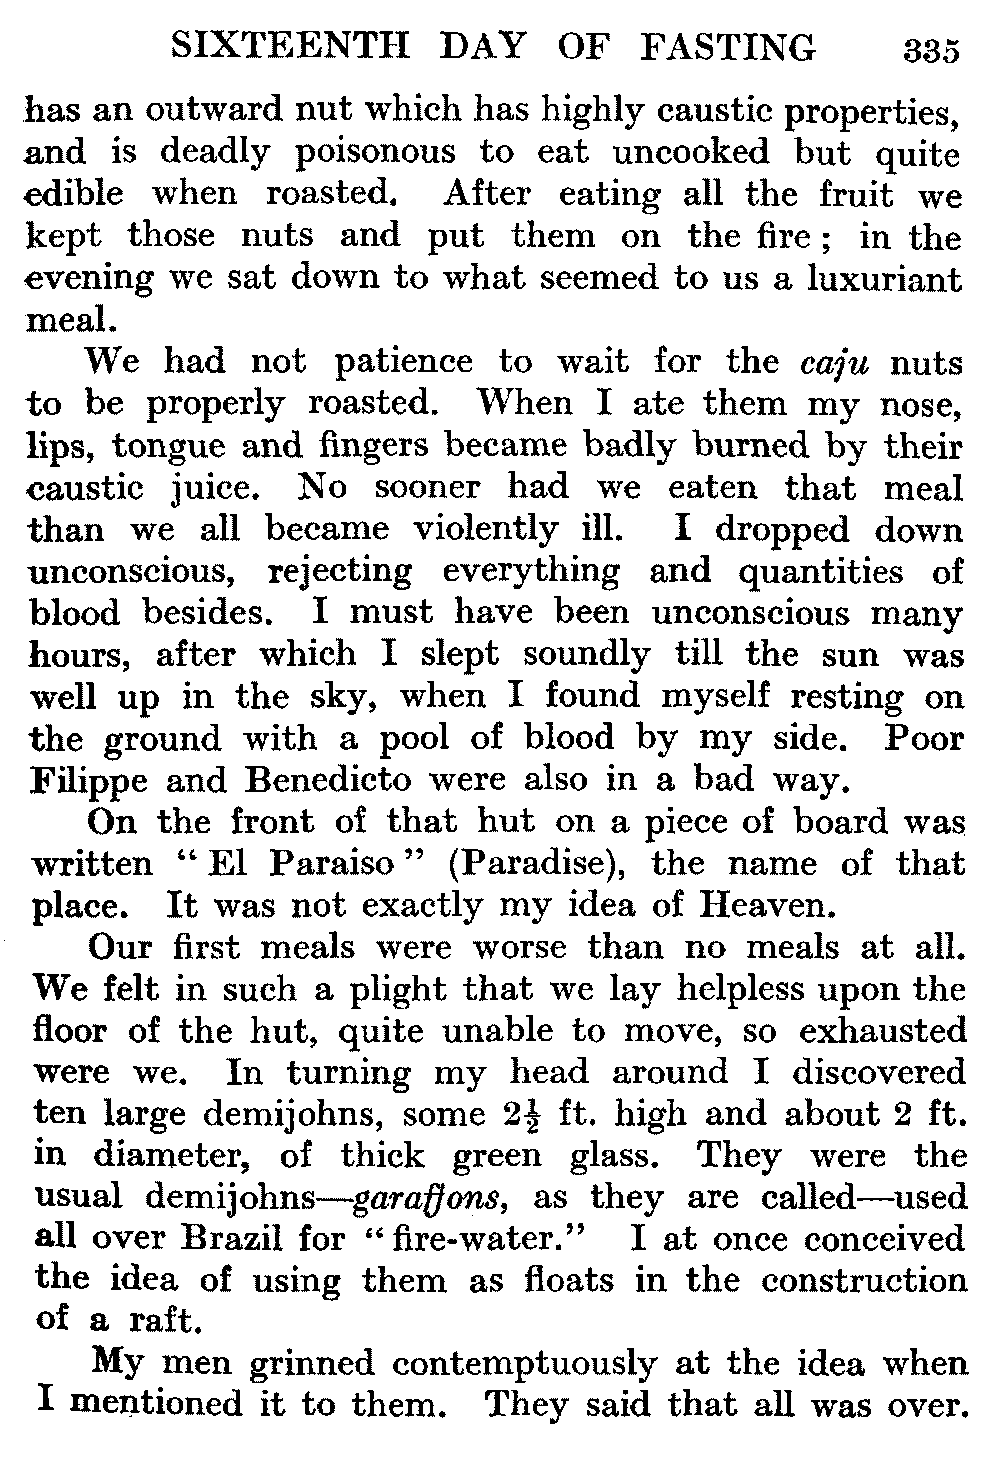 SIXTEENTH DAY OF FASTING 335
has an outward nut which has highly caustic properties,
and is deadly poisonous to eat uncooked but quite
edible when roasted. After eating all the fruit we
kept those nuts and put them on the fire; in the
evening we sat down to what seemed to us a luxuriant
meal.
We had not patience to wait for the caju nuts
to be properly roasted. When I ate them my nose,
lips, tongue and fingers became badly burned by their
caustic juice. No sooner had we eaten that meal
than we all became violently ill. I dropped down
unconscious, rejecting everything and quantities of
blood besides. I must have been unconscious many
hours, after which I slept soundly till the sun was
well up in the sky, when I found myself resting on
the ground with a pool of blood by my side. Poor
Filippe and Benedicto were also in a bad way.
On the front of that hut on a piece of board was
written "El Paraiso" (Paradise), the name of that
place. It was not exactly my idea of Heaven.
Our first meals were worse than no meals at all.
We felt in such a plight that we lay helpless upon the
floor of the hut, quite unable to move, so exhausted
were we. In turning my head around I discovered
ten large demijohns, some 2½ ft. high and about 2 ft.
in diameter, of thick green glass. They were the
usual demijohns—garaffons, as they are called—used
all over Brazil for "fire-water." I at once conceived
the idea of using them as floats in the construction
of a raft.
My men grinned contemptuously at the idea when
I mentioned it to them. They said that all was over.